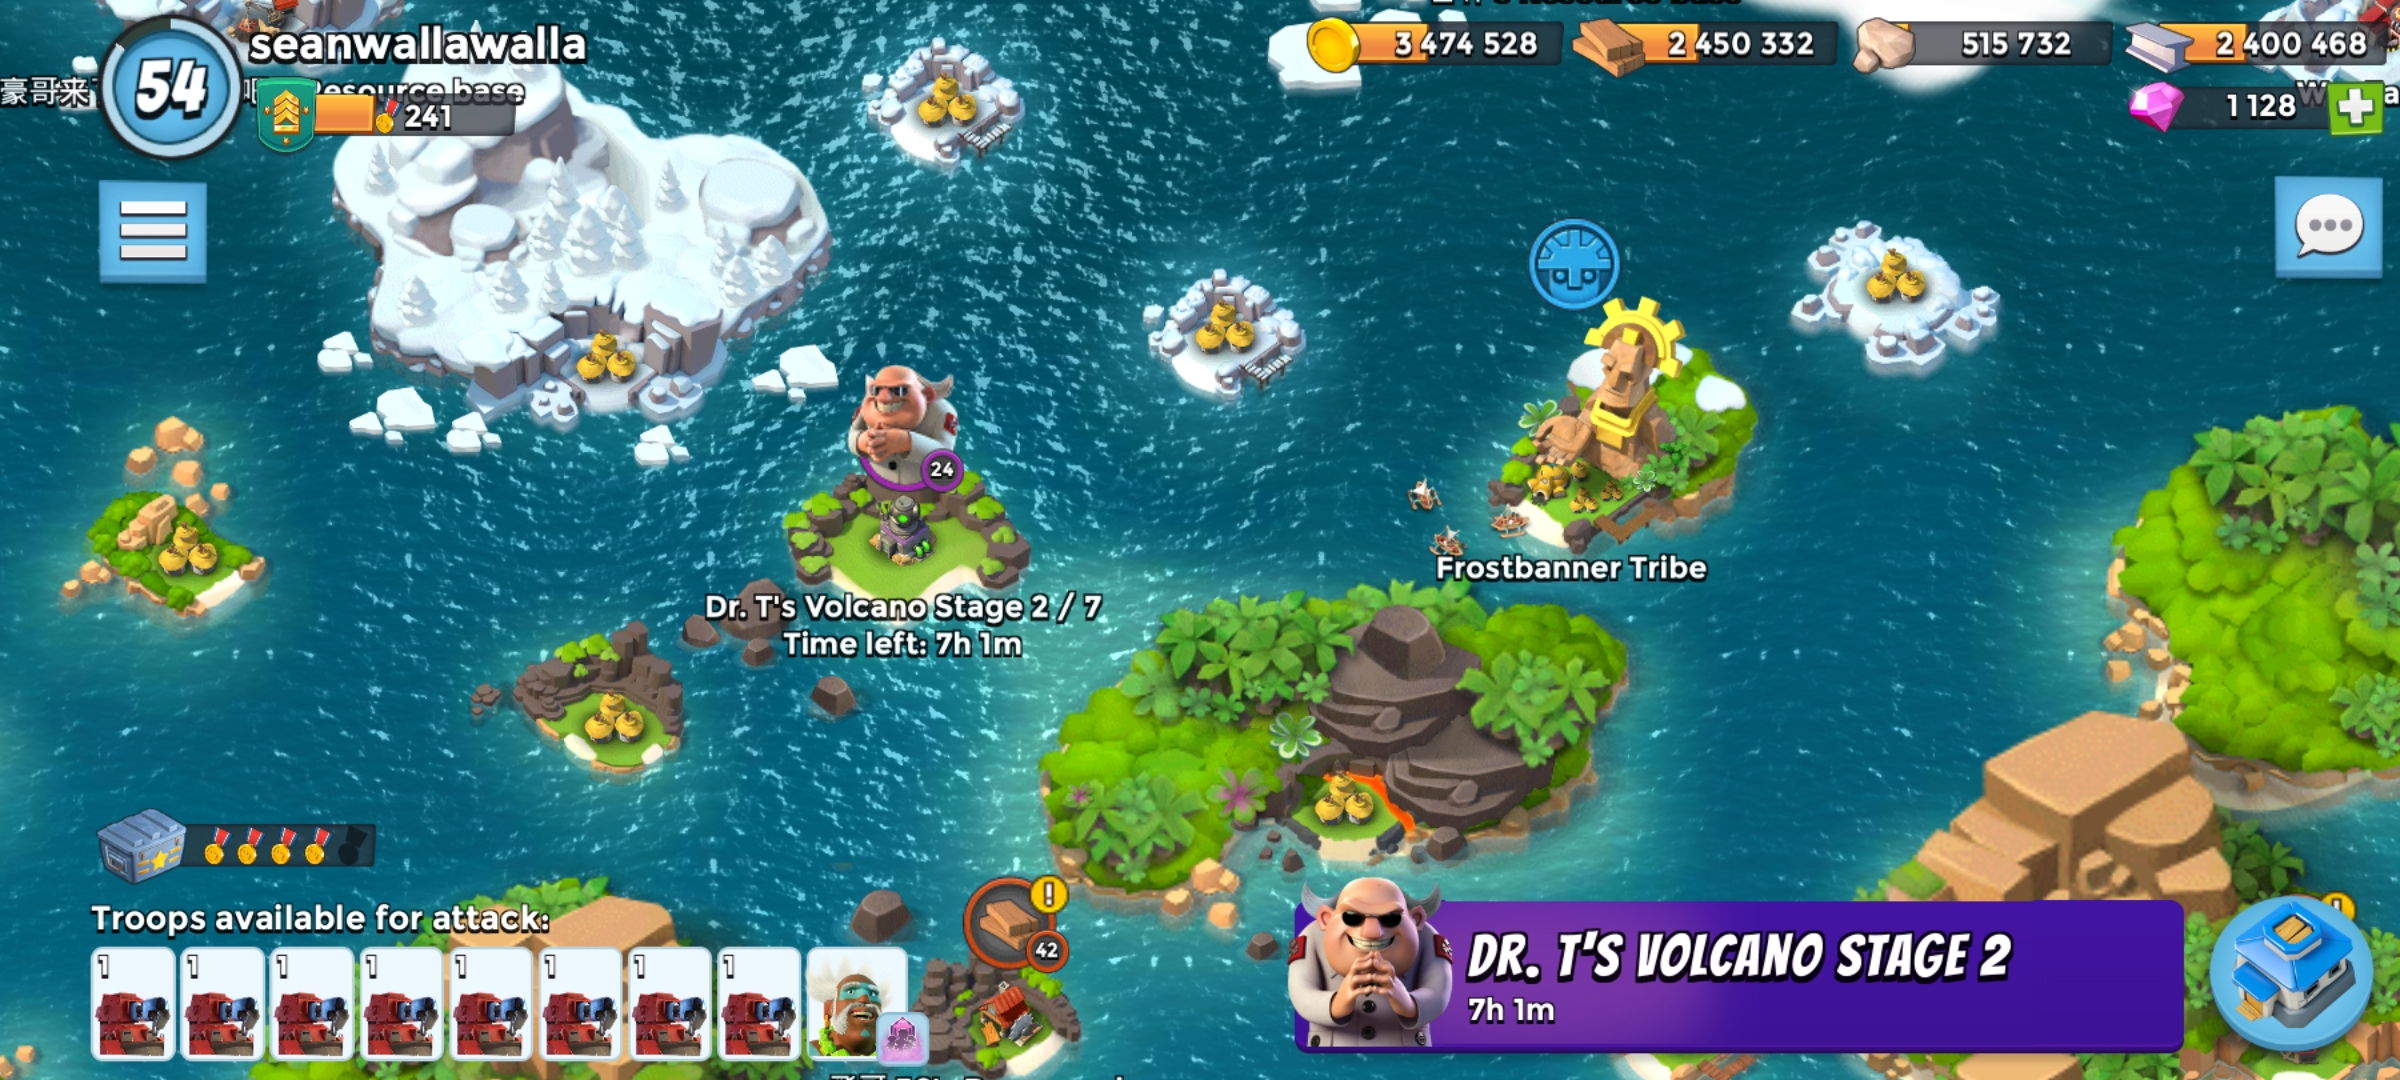 54
seanwallawalla
豪哥来
Resource base
241
3 474 528
2 450 332
515 732
2 400 468
1 128
24
Dr. T's Volcano Stage 2 / 7
Time left: 7h 1m
Frostbanner Tribe
42
Troops available for attack:
1
1
1
1
1
1
1
1
DR. T'S VOLCANO STAGE 2
7h 1m